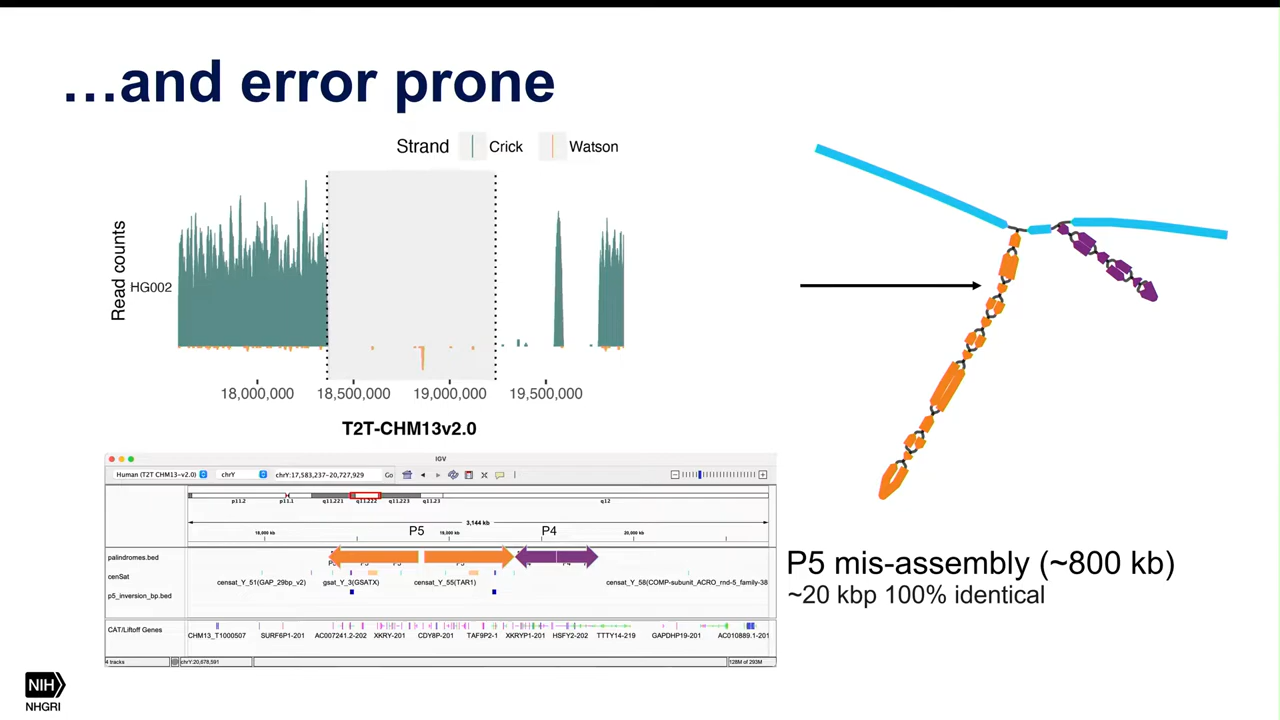 …and error prone
Strand Crick Watson
Read counts
HG002
18,000,000 18,500,000 19,000,000 19,500,000
T2T-CHM13v2.0
P5 mis-assembly (~800 kb)
~20 kbp 100% identical
IGV
Human (T2T CHM13-v2.0) chrY chrY:17,583,237-20,727,929 Go
p11.2 p11.1 q11.221 q11.222 q11.223 q11.23 q12
3,144 kb
P5 P4
18,000 kb 19,000 kb 20,000 kb
palindromes.bed
cenSat
censat_Y_51(GAP_29bp_v2) gsat_Y_3(GSATX) censat_Y_55(TAR1) censat_Y_58(COMP-subunit_ACRO_rnd-5_family-38
p5_inversion_bp.bed
CAT/Liftoff Genes
CHM13_T1000507 SURF6P1-201 AC007241.2-202 XKRY-201 CDY8P-201 TAF9P2-1 XKRYP1-201 HSFY2-202 TTTY14-219 GAPDHP19-201 AC010889.1-201
4 tracks chrY:20,678,591 128M of 293M
NIH
NHGRI